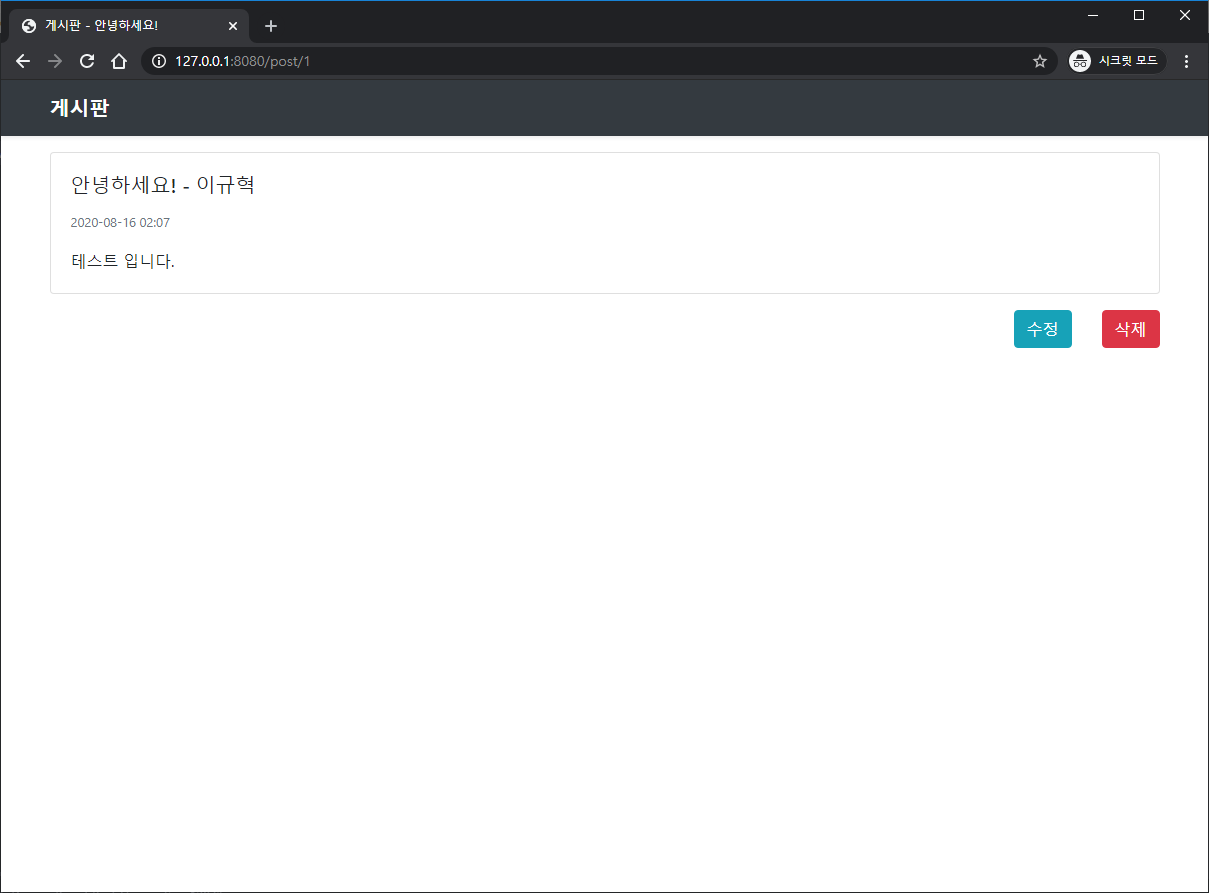 게시판 - 안녕하세요!
127.0.0.1:8080/post/1
시크릿 모드
게시판
안녕하세요! - 이규혁
2020-08-16 02:07
테스트 입니다.
수정
삭제